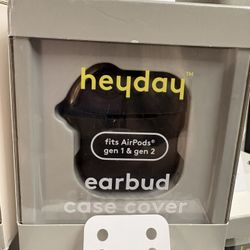 heyday™
fits AirPods®
gen 1 & gen 2
earbud
case cover